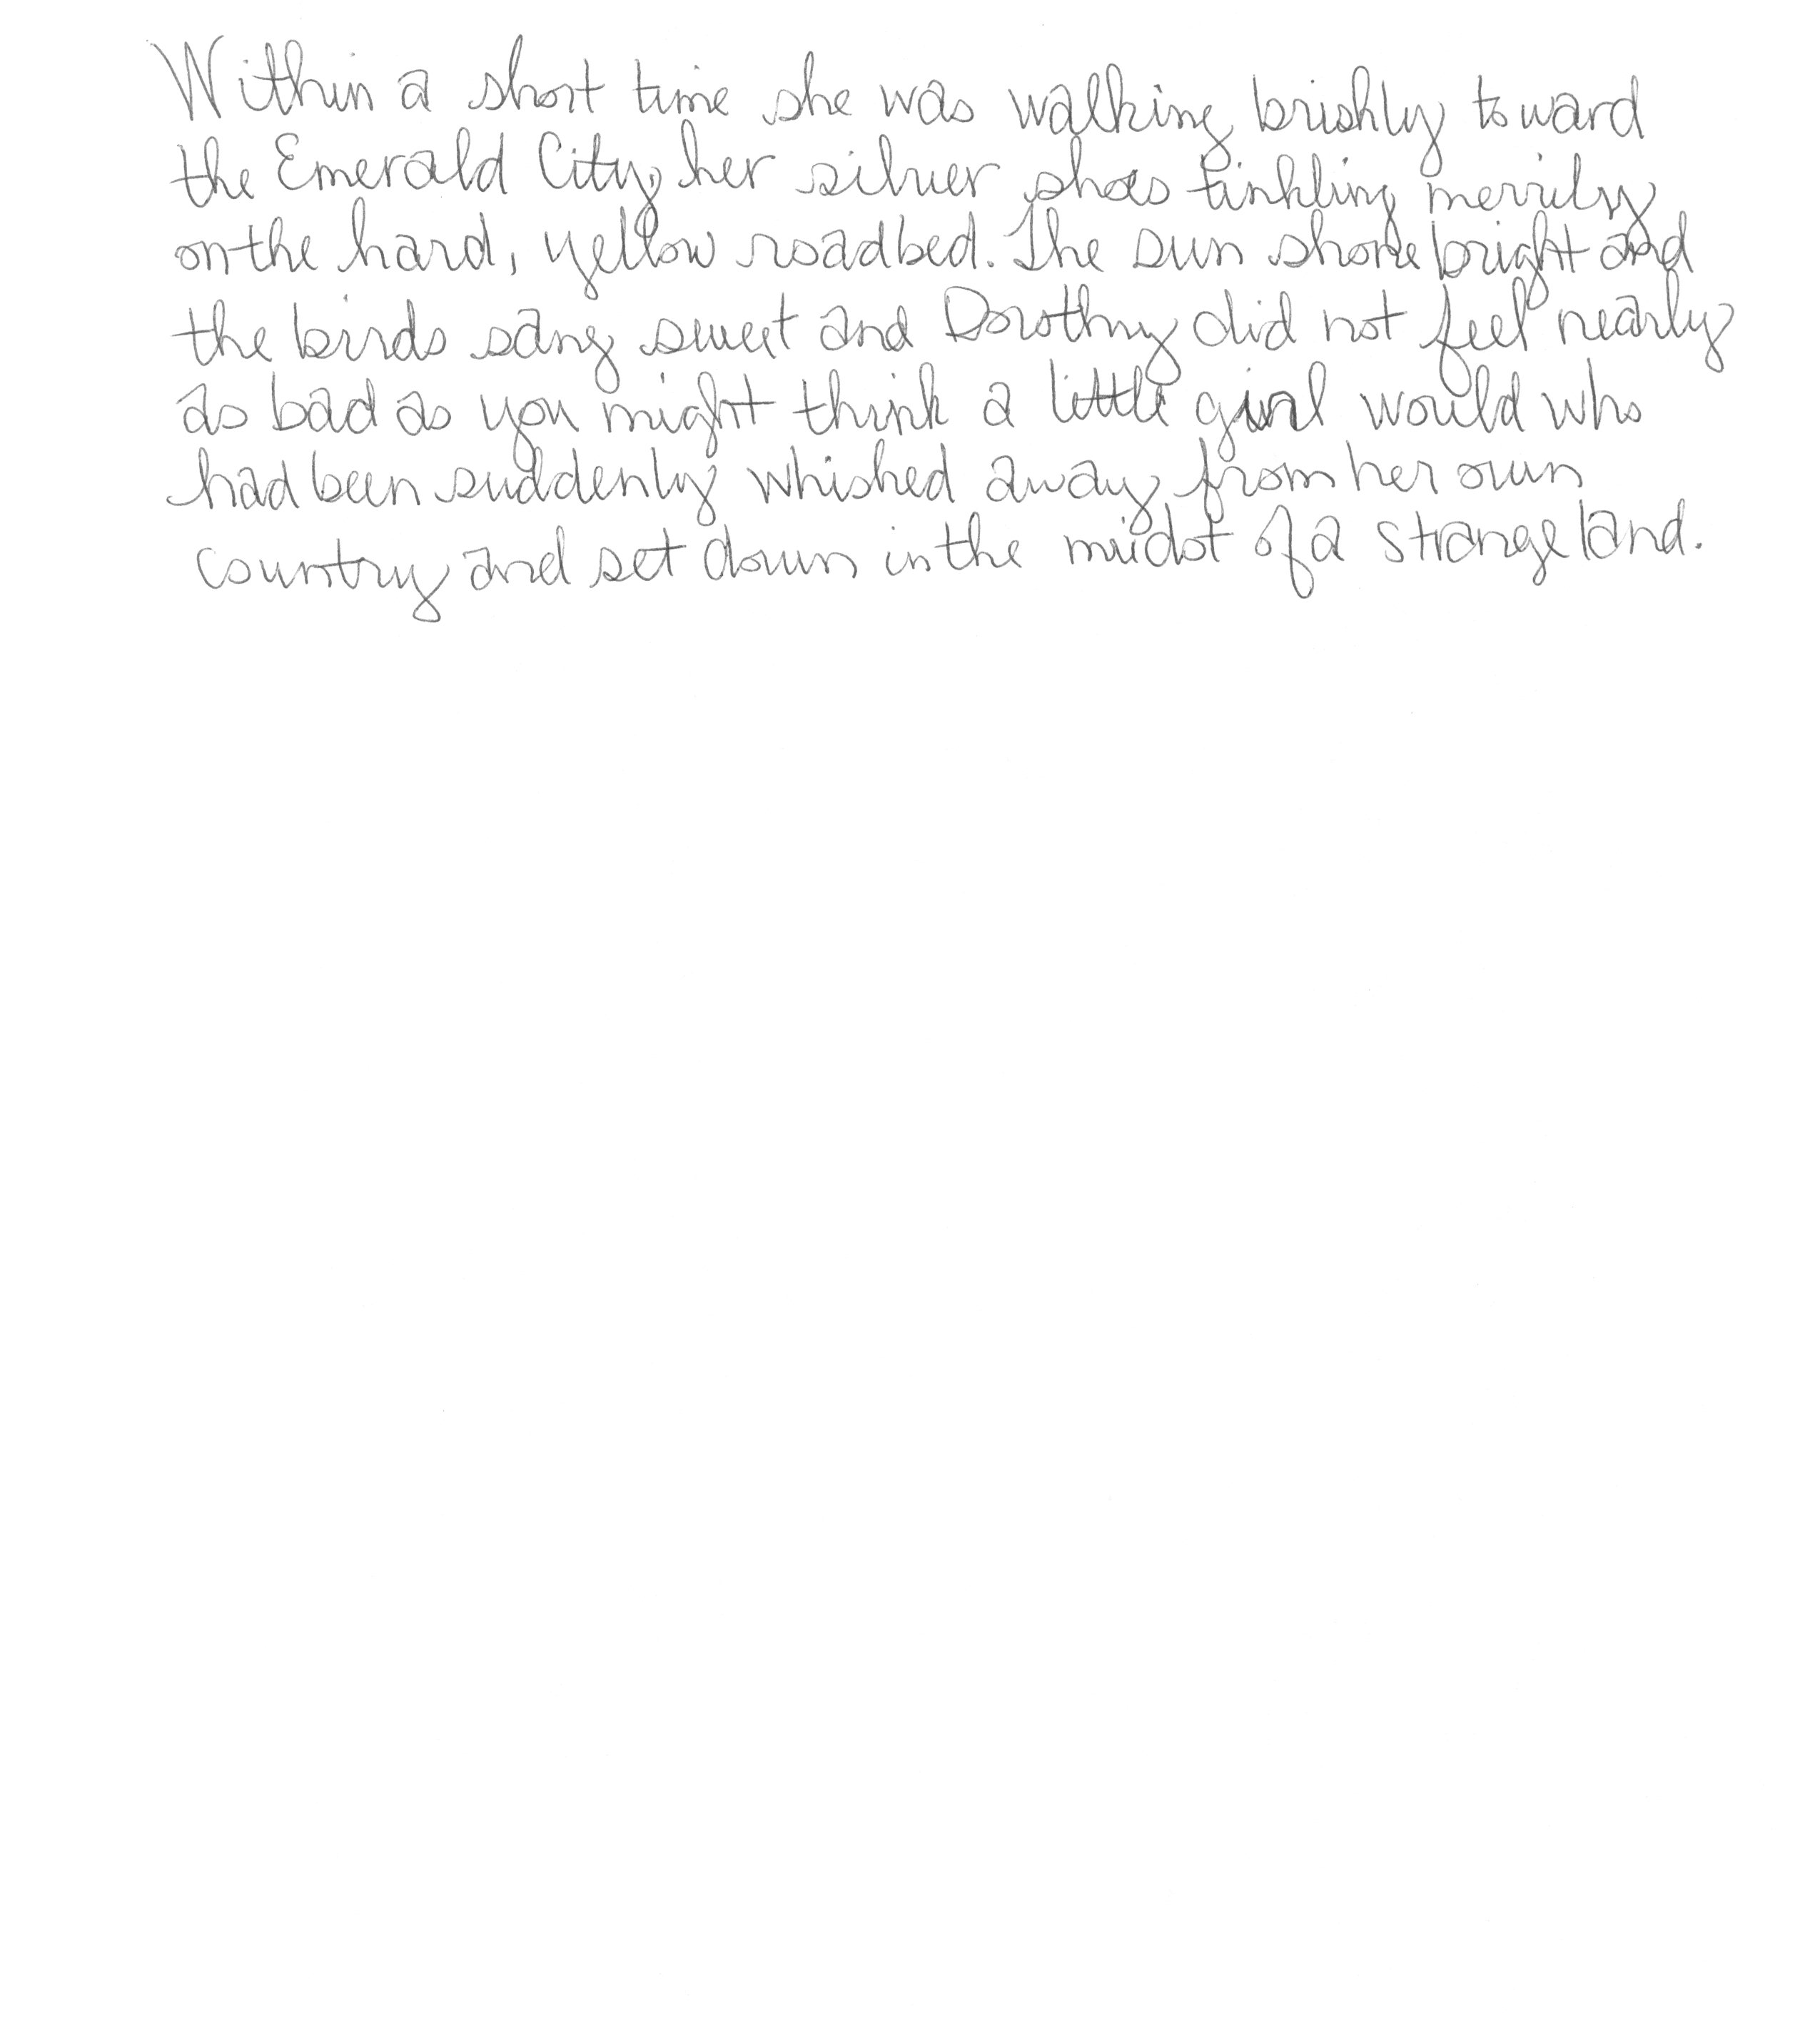 Within a short time she was walking briskly toward
the Emerald City, her silver shoes tinkling merrily
on the hard, yellow roadbed. The sun shone bright and
the birds sang sweet and Dorothy did not feel nearly
as bad as you might think a little girl would who
had been suddenly whisked away from her own
country and set down in the midst of a strange land.